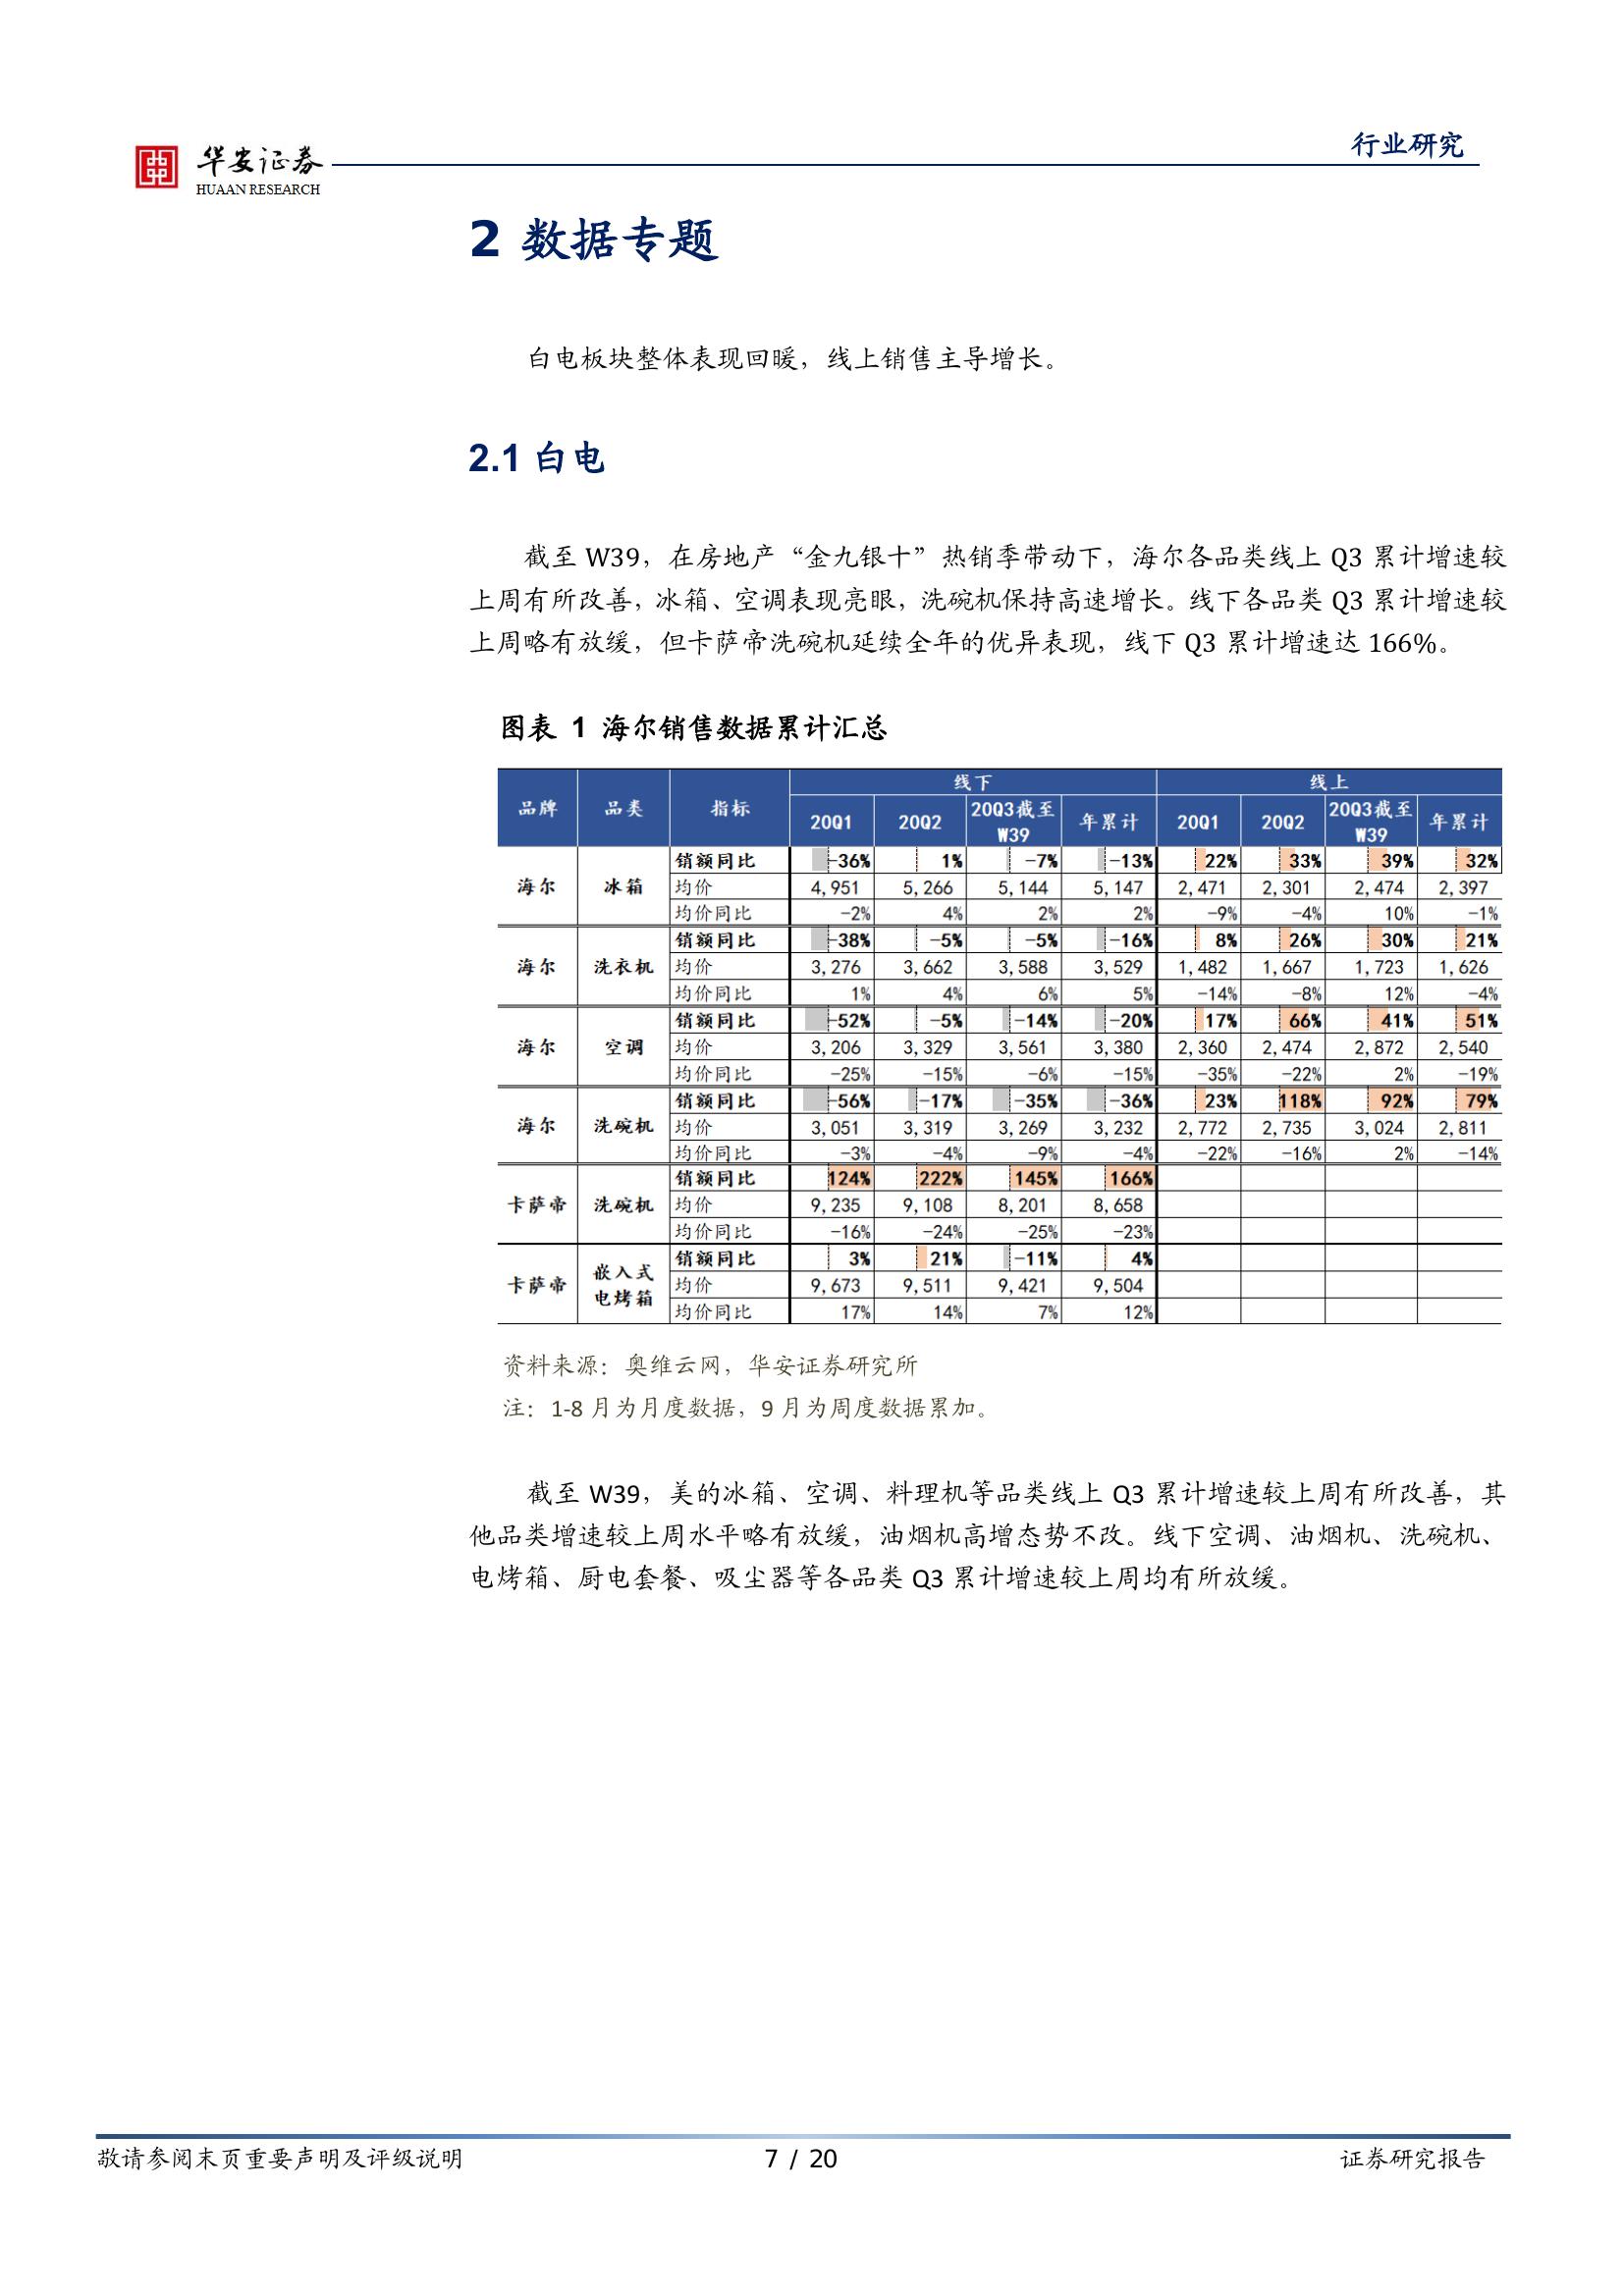 华安证券
HUAAN RESEARCH
行业研究
2 数据专题
白电板块整体表现回暖，线上销售主导增长。
2.1 白电
截至 W39，在房地产“金九银十”热销季带动下，海尔各品类线上 Q3 累计增速较
上周有所改善，冰箱、空调表现亮眼，洗碗机保持高速增长。线下各品类 Q3 累计增速较
上周略有放缓，但卡萨帝洗碗机延续全年的优异表现，线下 Q3 累计增速达 166%。
图表 1 海尔销售数据累计汇总
品牌 品类 指标 线下 线上
20Q1 20Q2 20Q3截至W39 年累计 20Q1 20Q2 20Q3截至W39 年累计
海尔 冰箱 销额同比 -36% 1% -7% -13% 22% 33% 39% 32%
均价 4,951 5,266 5,144 5,147 2,471 2,301 2,474 2,397
均价同比 -2% 4% 2% 2% -9% -4% 10% -1%
海尔 洗衣机 销额同比 -38% -5% -5% -16% 8% 26% 30% 21%
均价 3,276 3,662 3,588 3,529 1,482 1,667 1,723 1,626
均价同比 1% 4% 6% 5% -14% -8% 12% -4%
海尔 空调 销额同比 -52% -5% -14% -20% 17% 66% 41% 51%
均价 3,206 3,329 3,561 3,380 2,360 2,474 2,872 2,540
均价同比 -25% -15% -6% -15% -35% -22% 2% -19%
海尔 洗碗机 销额同比 -56% -17% -35% -36% 23% 118% 92% 79%
均价 3,051 3,319 3,269 3,232 2,772 2,735 3,024 2,811
均价同比 -3% -4% -9% -4% -22% -16% 2% -14%
卡萨帝 洗碗机 销额同比 124% 222% 145% 166%
均价 9,235 9,108 8,201 8,658
均价同比 -16% -24% -25% -23%
卡萨帝 嵌入式电烤箱 销额同比 3% 21% -11% 4%
均价 9,673 9,511 9,421 9,504
均价同比 17% 14% 7% 12%
资料来源：奥维云网，华安证券研究所
注：1-8 月为月度数据，9 月为周度数据累加。
截至 W39，美的冰箱、空调、料理机等品类线上 Q3 累计增速较上周有所改善，其
他品类增速较上周水平略有放缓，油烟机高增态势不改。线下空调、油烟机、洗碗机、
电烤箱、厨电套餐、吸尘器等各品类 Q3 累计增速较上周均有所放缓。
敬请参阅末页重要声明及评级说明
7 / 20
证券研究报告